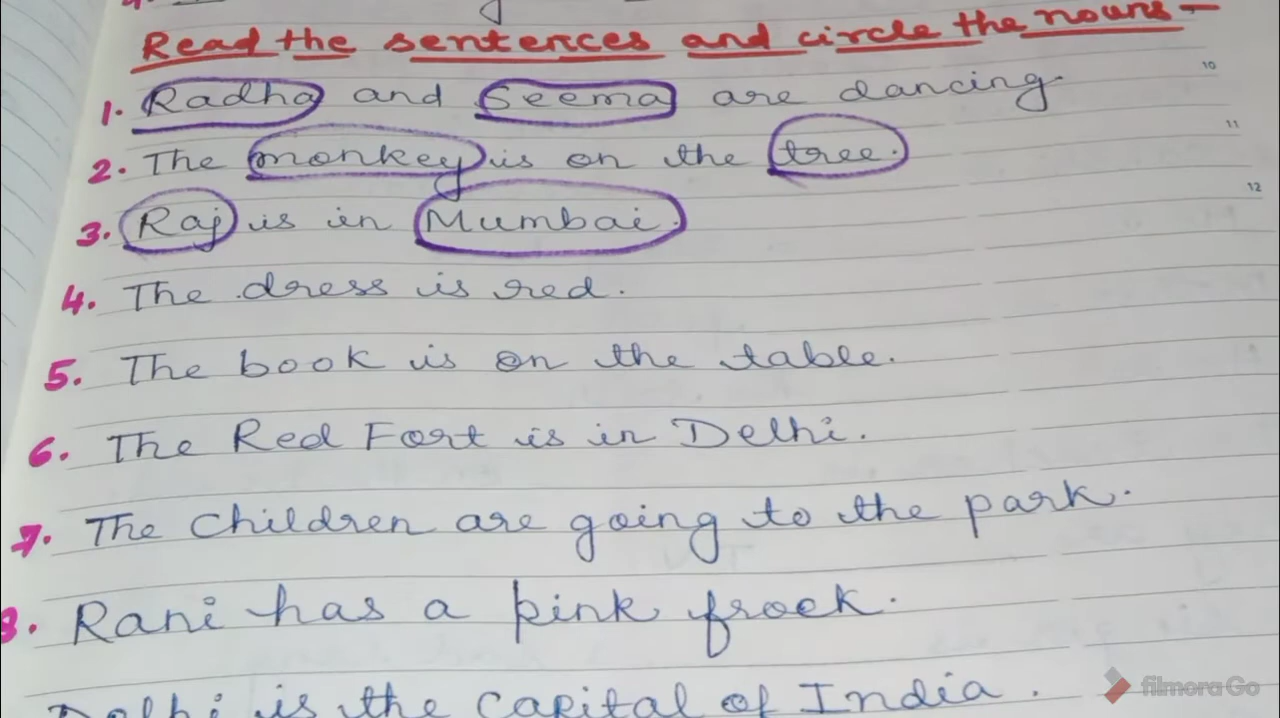 Read the sentences and circle the nouns -
1. Radha and Seema are dancing.
2. The monkey is on the tree.
3. Raj is in Mumbai.
4. The dress is red.
5. The book is on the table.
6. The Red Fort is in Delhi.
7. The children are going to the park.
8. Rani has a pink frock.
Delhi is the capital of India.
10
11
12
filmoraGo